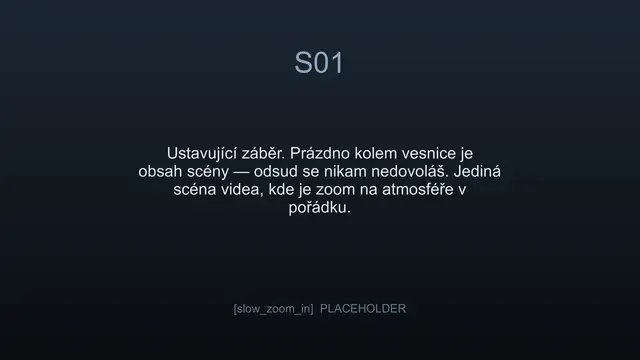 S01
Ustavující záběr. Prázdno kolem vesnice je
obsah scény — odsud se nikam nedovoláš. Jediná
scéna videa, kde je zoom na atmosféře v
pořádku.
[slow_zoom_in]  PLACEHOLDER